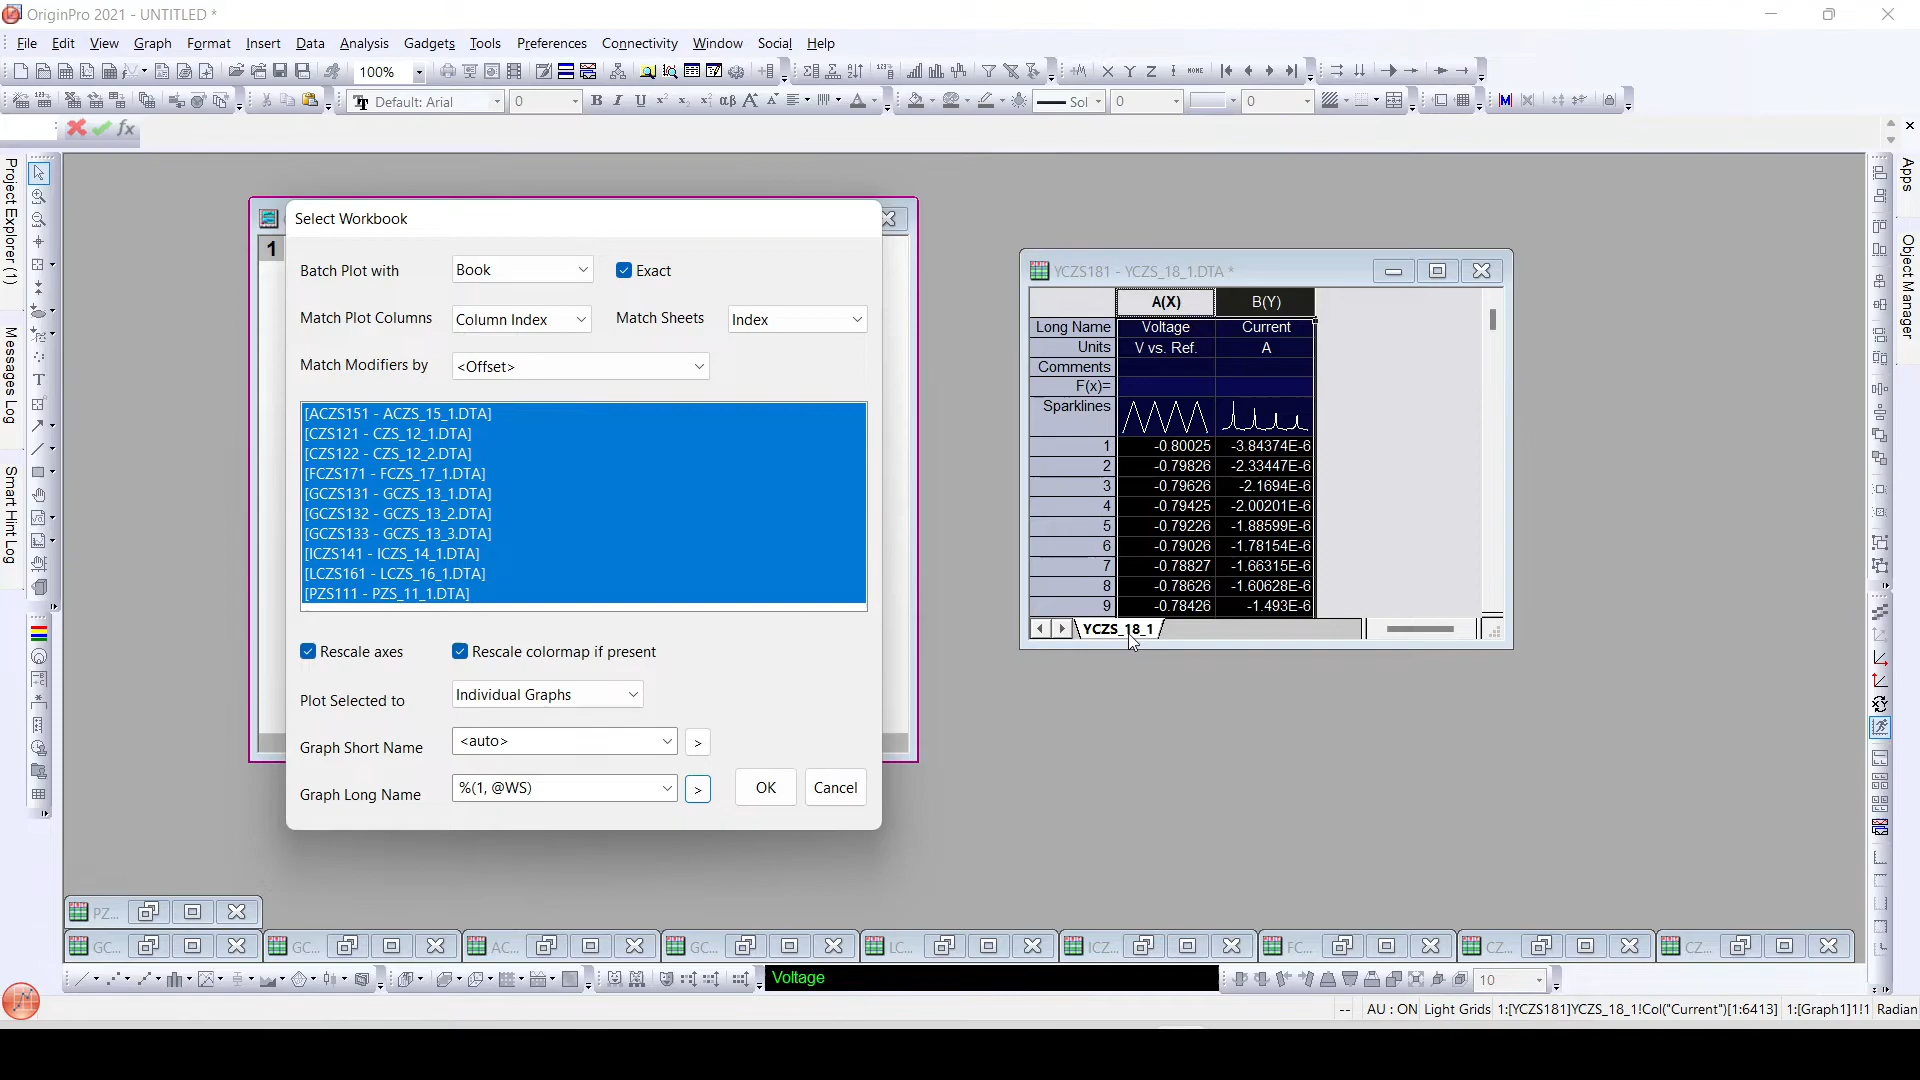 OriginPro 2021 - UNTITLED *
File Edit View Graph Format Insert Data Analysis Gadgets Tools Preferences Connectivity Window Social Help
100%
Default: Arial 0 B I U αβ A A Sol 0 0
fx
Project Explorer (1)
Messages Log
Smart Hint Log
Apps
Object Manager
1
Select Workbook
Batch Plot with Book Exact
Match Plot Columns Column Index Match Sheets Index
Match Modifiers by <Offset>
[ACZS151 - ACZS_15_1.DTA]
[CZS121 - CZS_12_1.DTA]
[CZS122 - CZS_12_2.DTA]
[FCZS171 - FCZS_17_1.DTA]
[GCZS131 - GCZS_13_1.DTA]
[GCZS132 - GCZS_13_2.DTA]
[GCZS133 - GCZS_13_3.DTA]
[ICZS141 - ICZS_14_1.DTA]
[LCZS161 - LCZS_16_1.DTA]
[PZS111 - PZS_11_1.DTA]
Rescale axes Rescale colormap if present
Plot Selected to Individual Graphs
Graph Short Name <auto> >
Graph Long Name %(1, @WS) > OK Cancel
YCZS181 - YCZS_18_1.DTA *
A(X) B(Y)
Long Name Voltage Current
Units V vs. Ref. A
Comments
F(x)=
Sparklines
1 -0.80025 -3.84374E-6
2 -0.79826 -2.33447E-6
3 -0.79626 -2.1694E-6
4 -0.79425 -2.00201E-6
5 -0.79226 -1.88599E-6
6 -0.79026 -1.78154E-6
7 -0.78827 -1.66315E-6
8 -0.78626 -1.60628E-6
9 -0.78426 -1.493E-6
YCZS_18_1
PZ...
GC... GC... AC... GC... LC... ICZ... FC... CZ... CZ...
Voltage 10
-- AU : ON Light Grids 1:[YCZS181]YCZS_18_1!Col("Current")[1:6413] 1:[Graph1]1!1 Radian